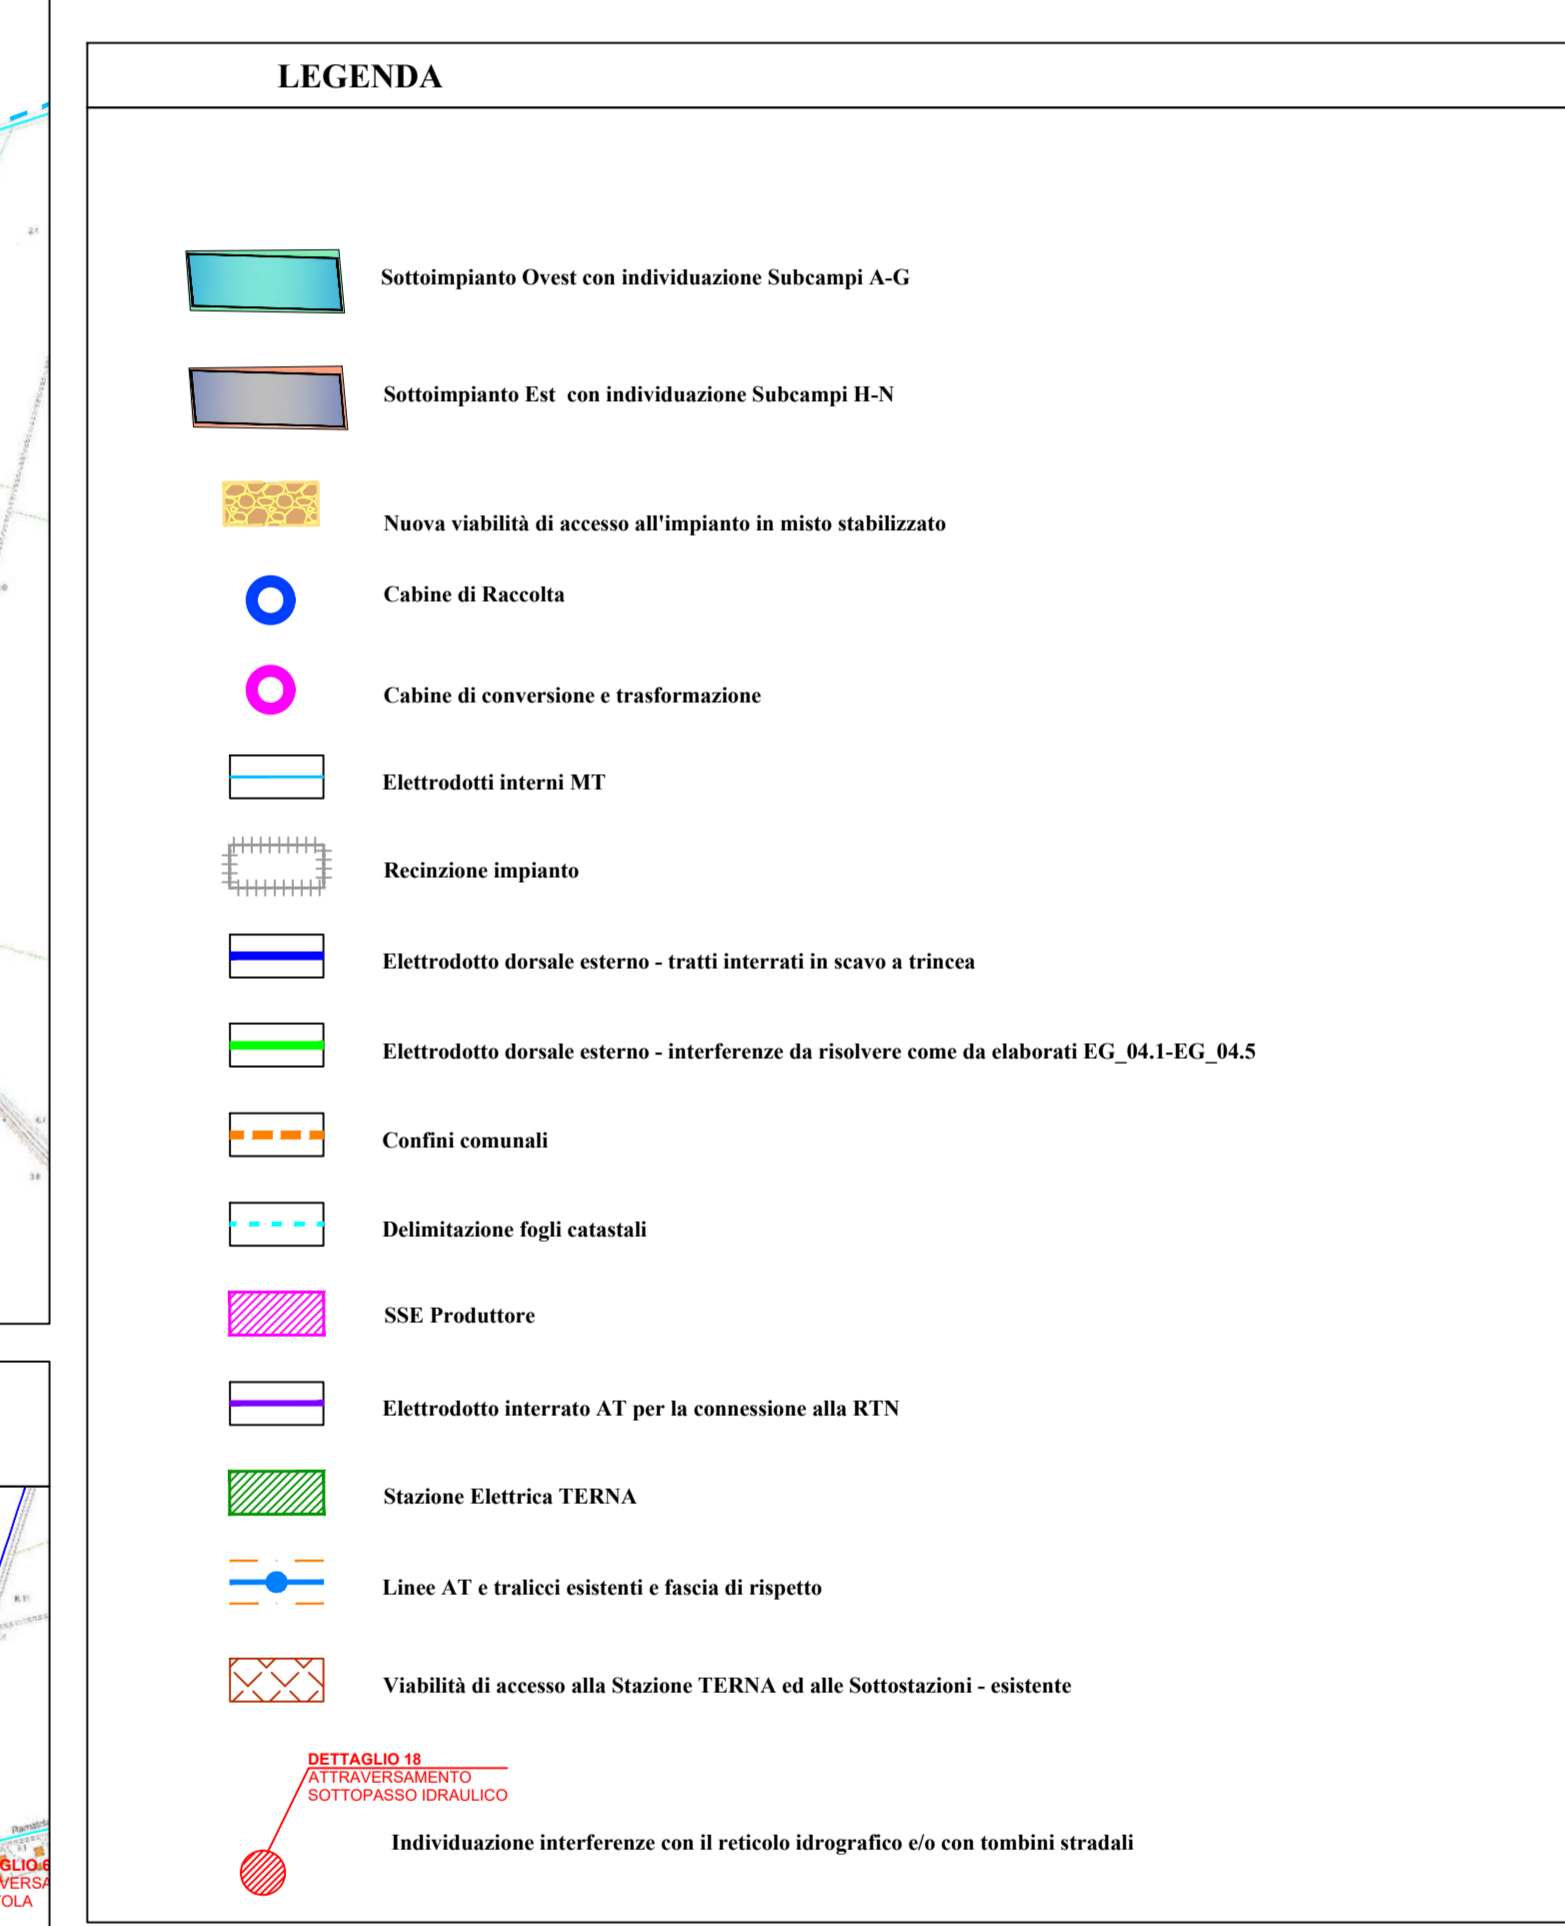 LEGENDA
Sottoimpianto Ovest con individuazione Subcampi A-G
Sottoimpianto Est con individuazione Subcampi H-N
Nuova viabilità di accesso all'impianto in misto stabilizzato
Cabine di Raccolta
Cabine di conversione e trasformazione
Elettrodotti interni MT
Recinzione impianto
Elettrodotto dorsale esterno - tratti interrati in scavo a trincea
Elettrodotto dorsale esterno - interferenze da risolvere come da elaborati EG_04.1-EG_04.5
Confini comunali
Delimitazione fogli catastali
SSE Produttore
Elettrodotto interrato AT per la connessione alla RTN
Stazione Elettrica TERNA
Linee AT e tralicci esistenti e fascia di rispetto
Viabilità di accesso alla Stazione TERNA ed alle Sottostazioni - esistente
DETTAGLIO 18
ATTRAVERSAMENTO
SOTTOPASSO IDRAULICO
Individuazione interferenze con il reticolo idrografico e/o con tombini stradali
GLIO 6
VERSA
OLA